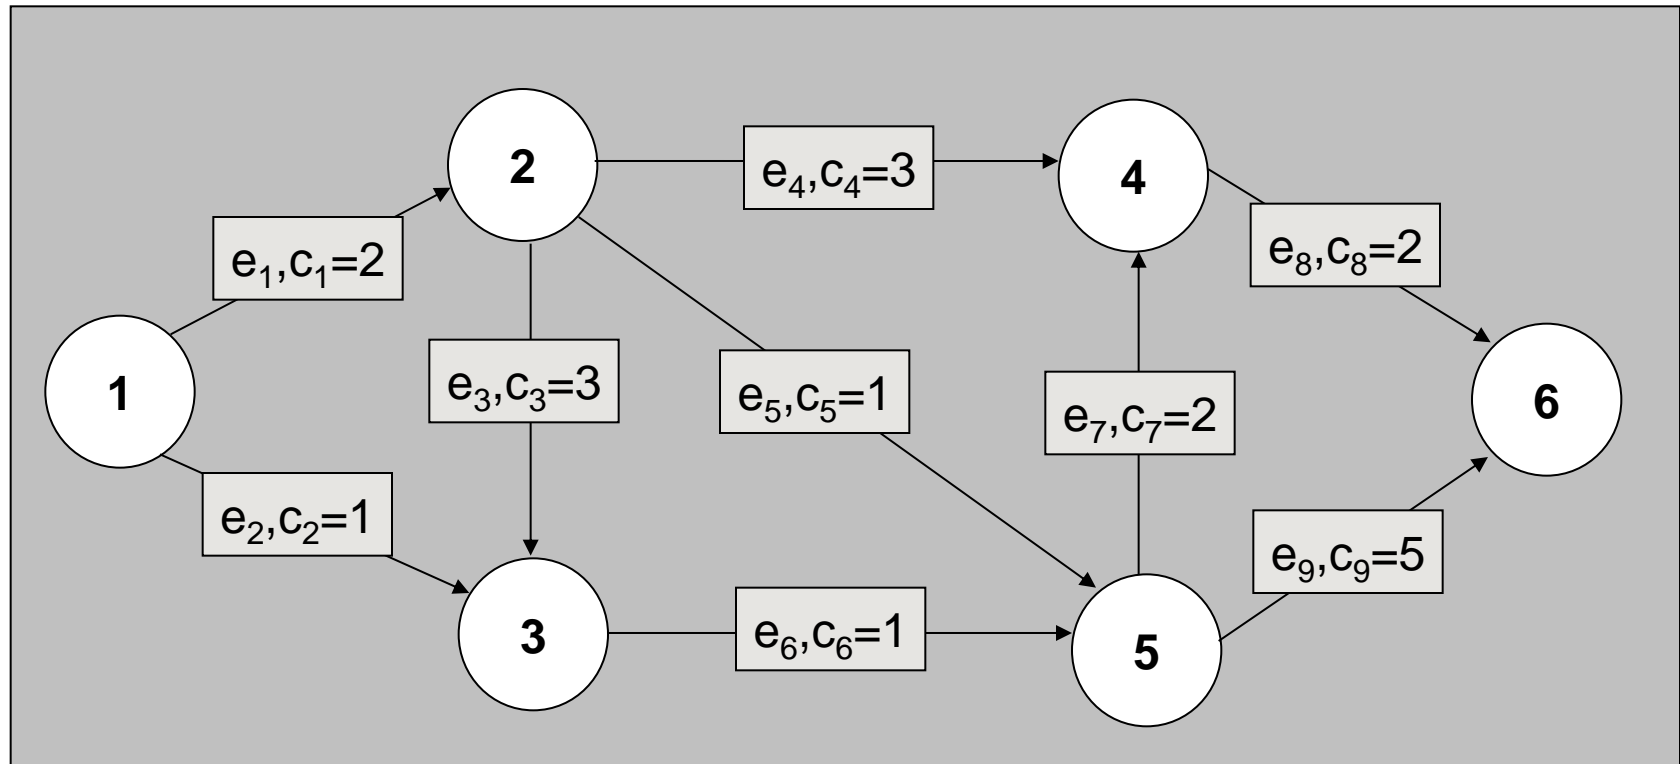 2
e₄,c₄=3
4
e₁,c₁=2
e₈,c₈=2
1
e₃,c₃=3
e₅,c₅=1
e₇,c₇=2
6
e₂,c₂=1
e₉,c₉=5
3
e₆,c₆=1
5